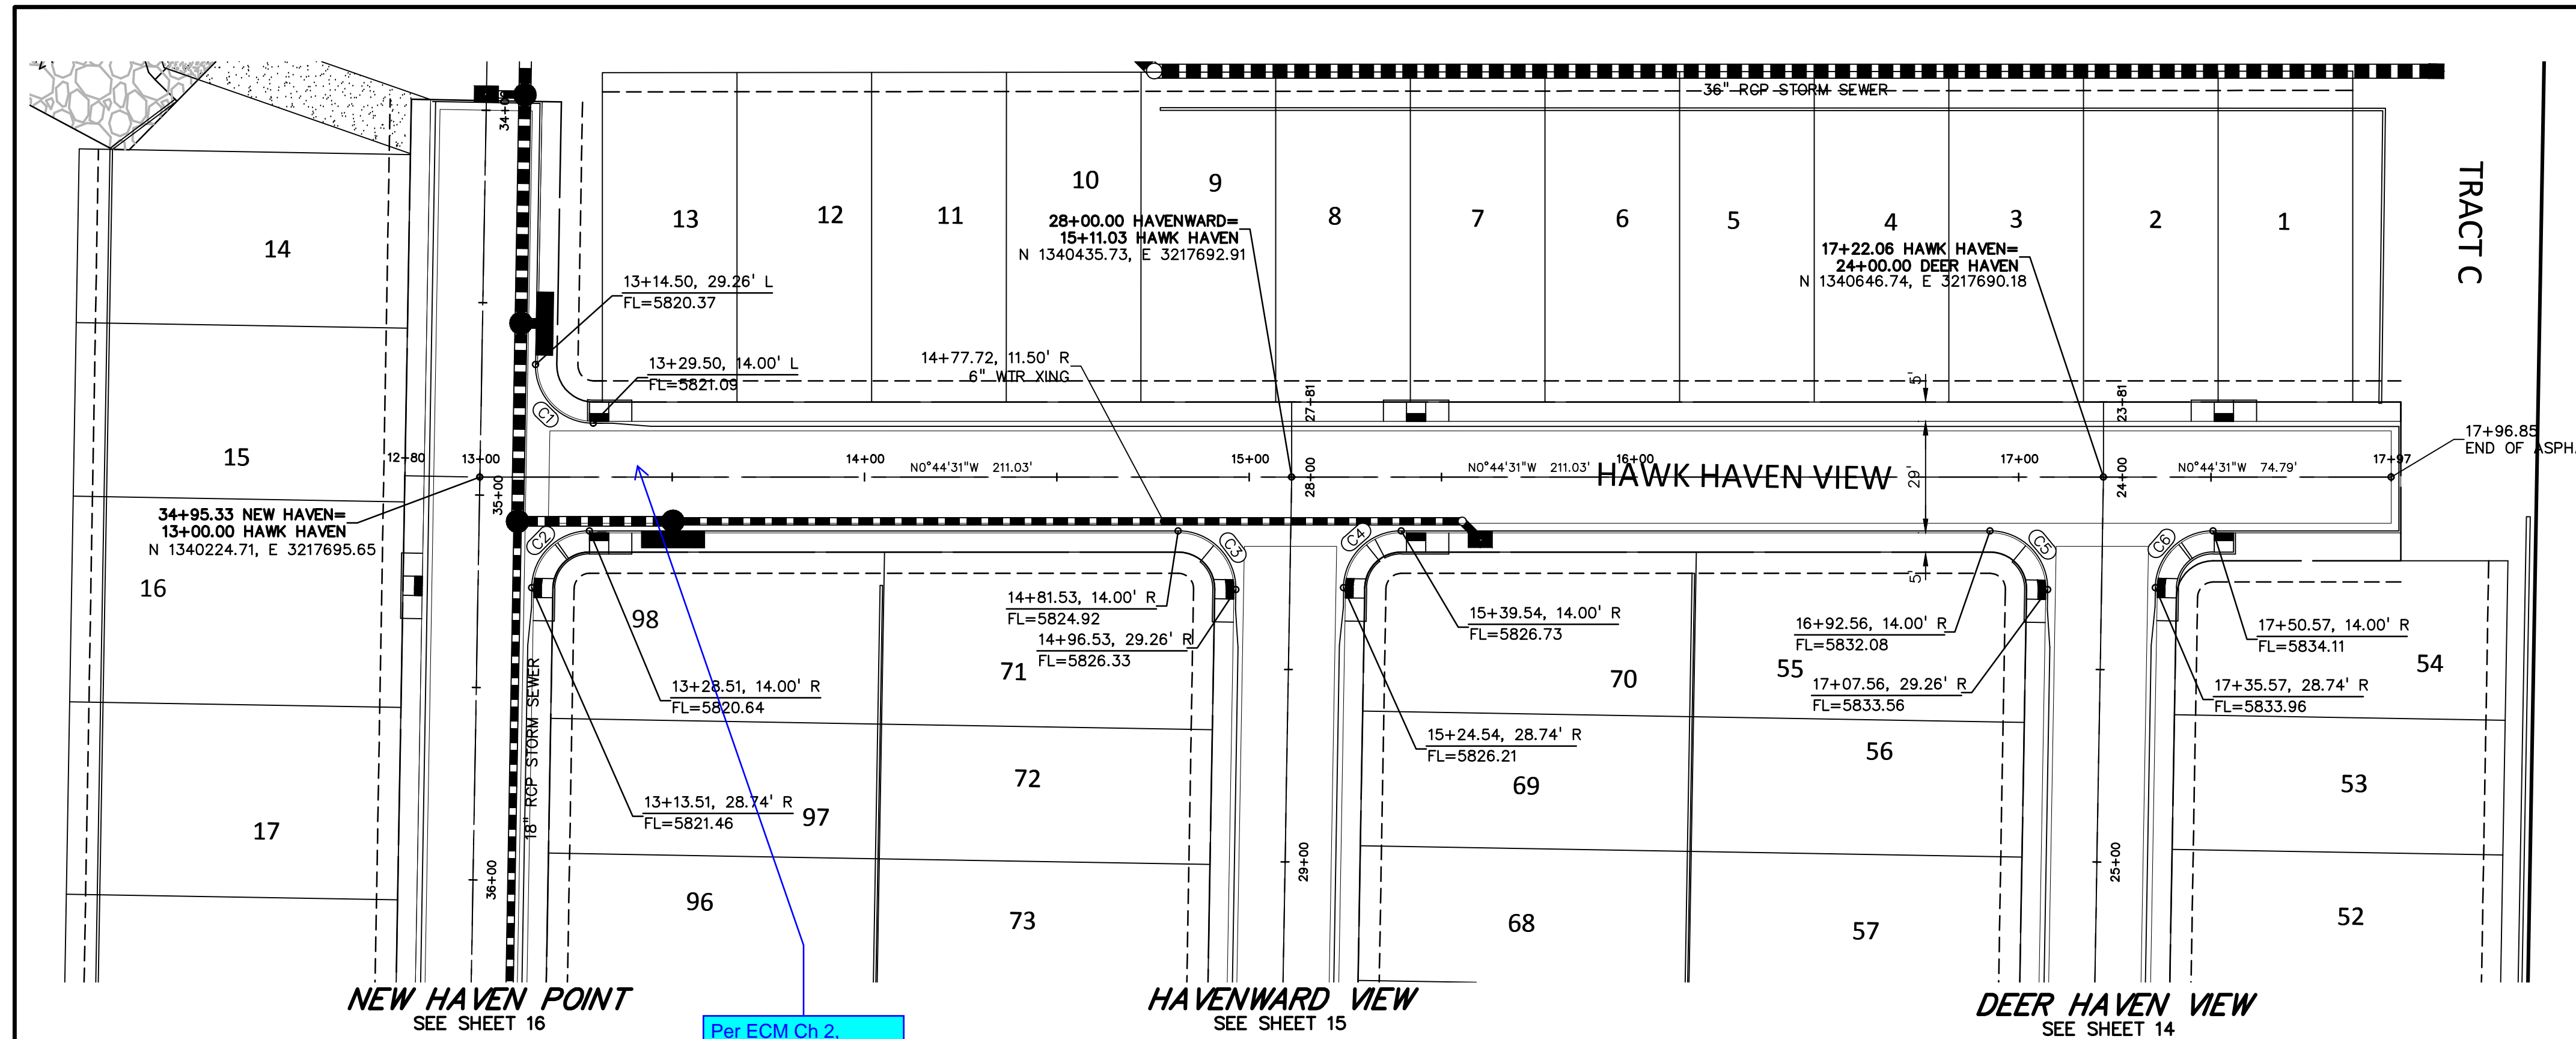 36" RCP STORM SEWER
TRACT C
14
15
16
17
13
12
11
10
9
8
7
6
5
4
3
2
1
34+00
28+00.00 HAVENWARD=
15+11.03 HAWK HAVEN
N 1340435.73, E 3217692.91
17+22.06 HAWK HAVEN=
24+00.00 DEER HAVEN
N 1340646.74, E 3217690.18
13+14.50, 29.26' L
FL=5820.37
13+29.50, 14.00' L
FL=5821.09
14+77.72, 11.50' R
6" WTR XING
27+81
23+81
5'
C1
17+96.85
END OF ASPH
12+80
13+00
14+00
15+00
16+00
17+00
17+97
N0°44'31"W 211.03'
N0°44'31"W 211.03'
N0°44'31"W 74.79'
HAWK HAVEN VIEW
29'
35+00
28+00
24+00
34+95.33 NEW HAVEN=
13+00.00 HAWK HAVEN
N 1340224.71, E 3217695.65
C2
C3
C4
C5
C6
5'
98
14+81.53, 14.00' R
FL=5824.92
14+96.53, 29.26' R
FL=5826.33
15+39.54, 14.00' R
FL=5826.73
16+92.56, 14.00' R
FL=5832.08
17+50.57, 14.00' R
FL=5834.11
13+28.51, 14.00' R
FL=5820.64
17+07.56, 29.26' R
FL=5833.56
17+35.57, 28.74' R
FL=5833.96
15+24.54, 28.74' R
FL=5826.21
13+13.51, 28.74' R
FL=5821.46
18" RCP STORM SEWER
71
70
55
54
72
97
69
56
53
96
73
68
57
52
36+00
29+00
25+00
NEW HAVEN POINT
SEE SHEET 16
HAVENWARD VIEW
SEE SHEET 15
DEER HAVEN VIEW
SEE SHEET 14
Per ECM Ch 2,